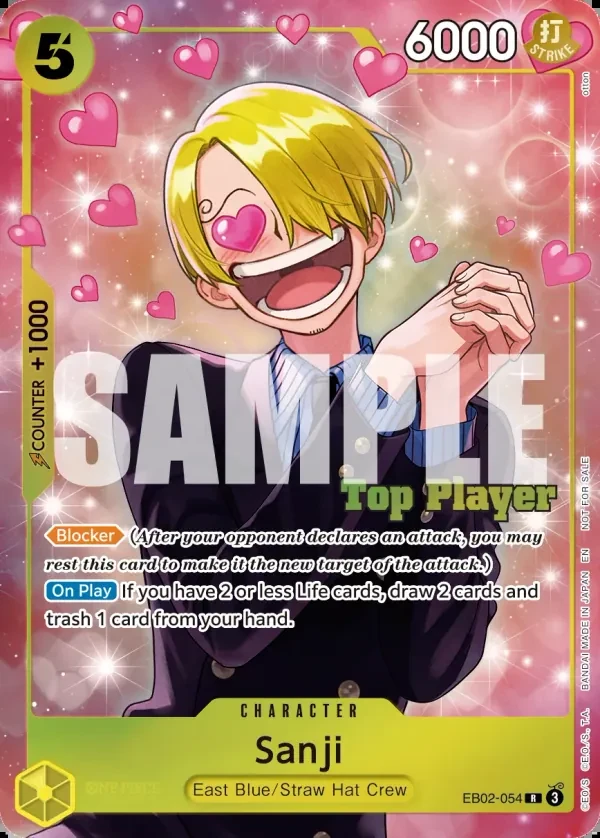 5
6000
打
STRIKE
otton
COUNTER +1000
SAMPLE
Top Player
Blocker (After your opponent declares an attack, you may
rest this card to make it the new target of the attack.)
On Play If you have 2 or less Life cards, draw 2 cards and
trash 1 card from your hand.
CHARACTER
Sanji
East Blue/Straw Hat Crew
EB02-054 R 3
BANDAI MADE IN JAPAN EN NOT FOR SALE